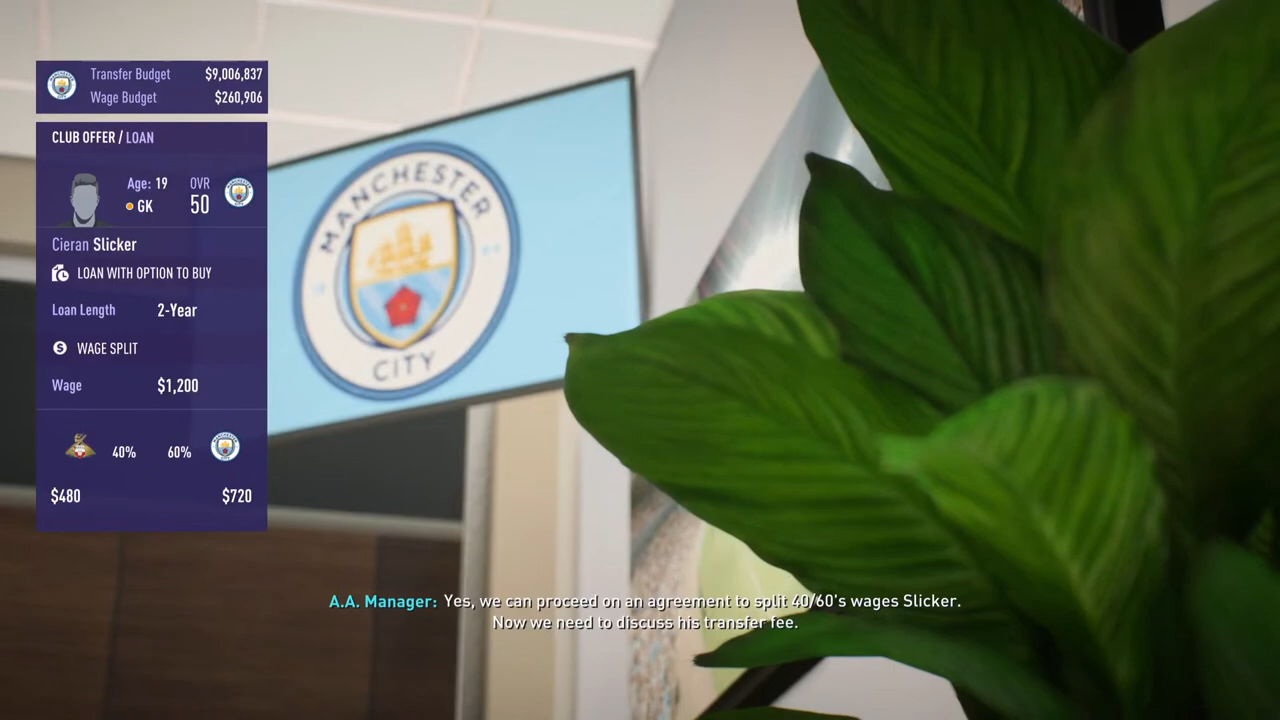 Transfer Budget $9,006,837
Wage Budget $260,906
CLUB OFFER / LOAN
Age: 19 OVR
GK 50
Cieran Slicker
LOAN WITH OPTION TO BUY
Loan Length 2-Year
WAGE SPLIT
Wage $1,200
40% 60%
$480 $720
MANCHESTER
CITY
A.A. Manager: Yes, we can proceed on an agreement to split 40/60's wages Slicker.
Now we need to discuss his transfer fee.